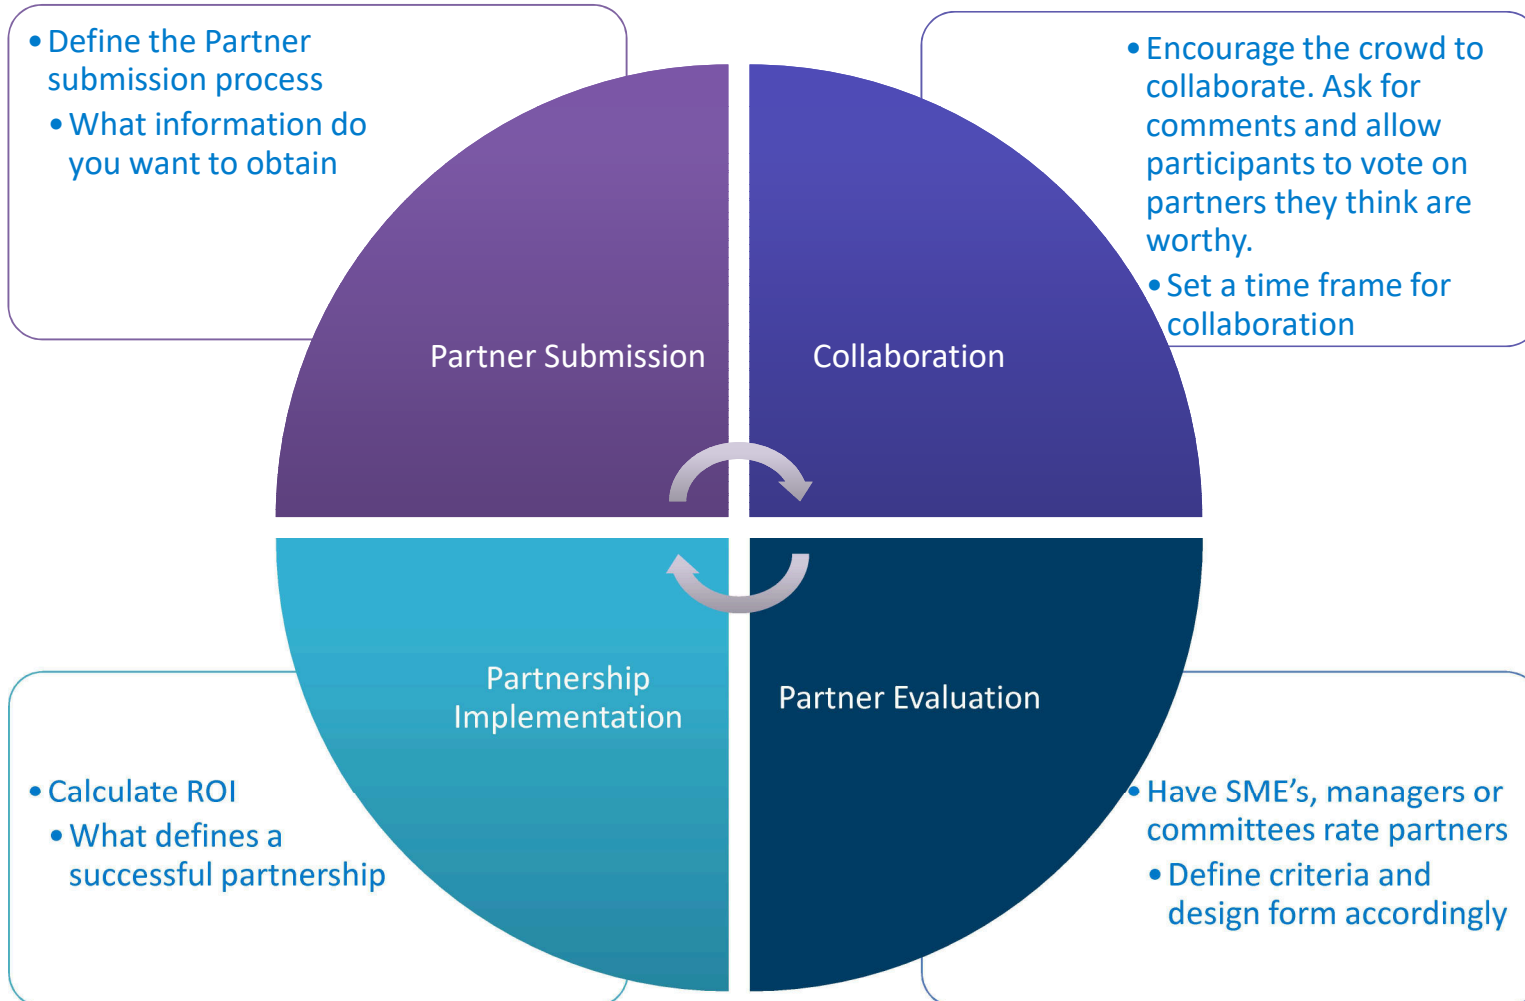 • Define the Partner
submission process
• What information do
you want to obtain
• Encourage the crowd to
collaborate. Ask for
comments and allow
participants to vote on
partners they think are
worthy.
• Set a time frame for
collaboration
Partner Submission
Collaboration
Partnership
Implementation
Partner Evaluation
• Calculate ROI
• What defines a
successful partnership
• Have SME’s, managers or
committees rate partners
• Define criteria and
design form accordingly